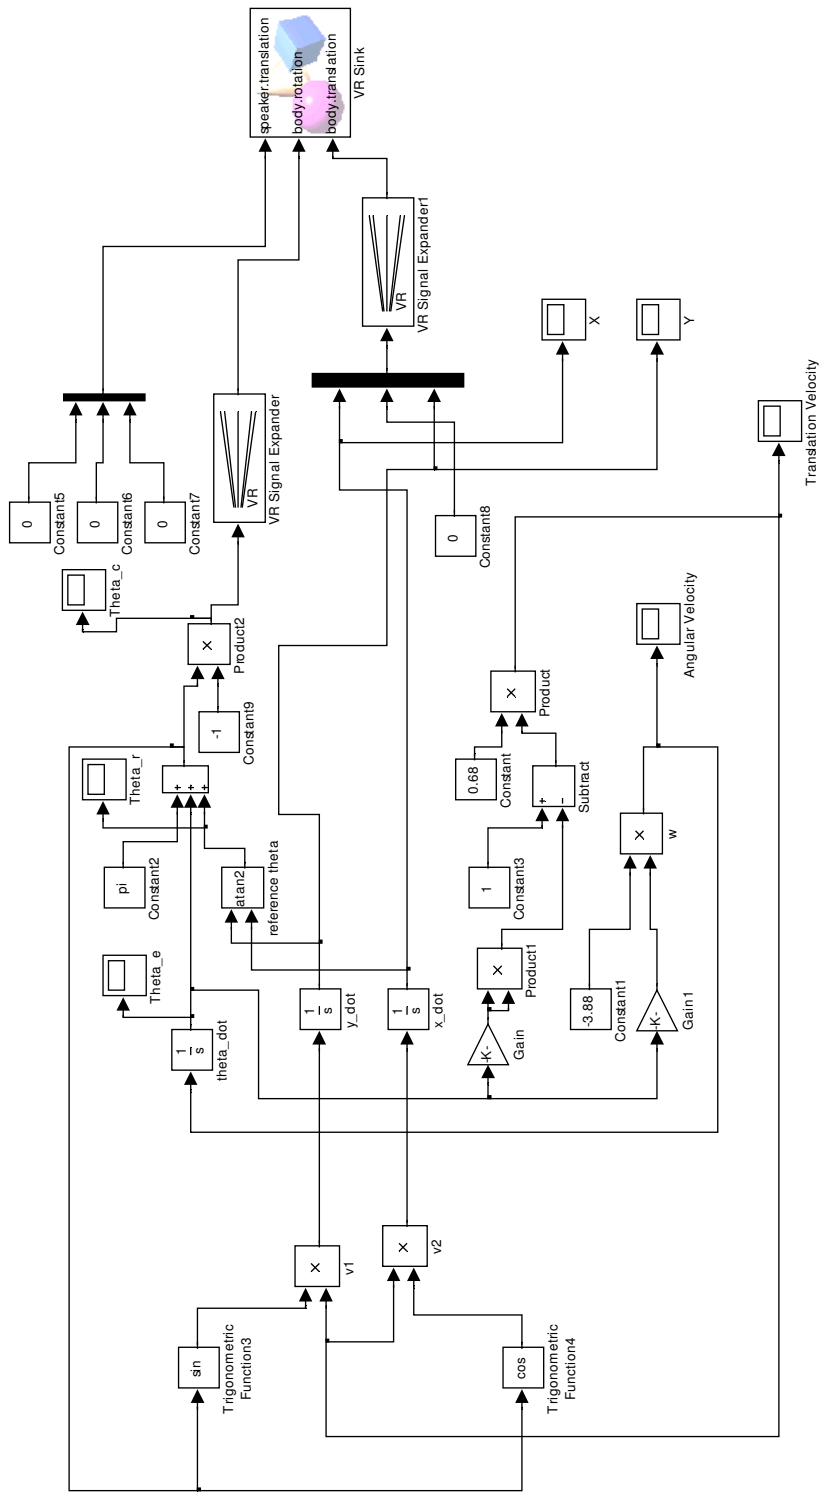 speaker.translation
body.rotation
body.translation
VR Sink
VR
VR Signal Expander1
X
Y
0
Constant5
0
Constant6
0
Constant7
VR
VR Signal Expander
0
Constant8
Translation Velocity
Theta_c
×
Product2
-1
Constant9
Angular Velocity
×
Product
0.68
Constant
Theta_r
+
+
+
+
−
Subtract
pi
Constant2
atan2
reference theta
1
Constant3
×
w
Theta_e
×
Product1
-3.88
Constant1
1
s
theta_dot
1
s
y_dot
1
s
x_dot
-K-
Gain
-K-
Gain1
×
v1
×
v2
sin
Trigonometric
Function3
cos
Trigonometric
Function4